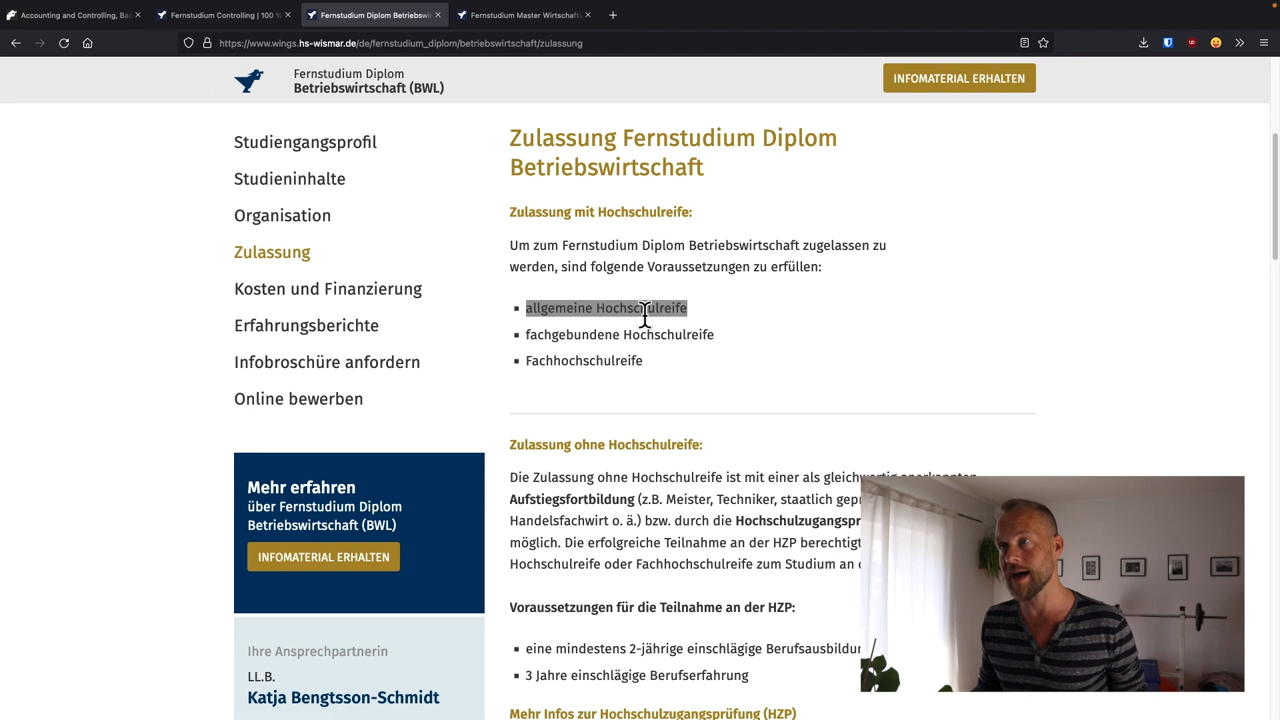 Accounting and Controlling, Bac
Fernstudium Controlling | 100 %
Fernstudium Diplom Betriebswi
Fernstudium Master Wirtschafts
https://www.wings.hs-wismar.de/de/fernstudium_diplom/betriebswirtschaft/zulassung
Fernstudium Diplom
Betriebswirtschaft (BWL)
INFOMATERIAL ERHALTEN
Studiengangsprofil
Studieninhalte
Organisation
Zulassung
Kosten und Finanzierung
Erfahrungsberichte
Infobroschüre anfordern
Online bewerben
Mehr erfahren
über Fernstudium Diplom
Betriebswirtschaft (BWL)
INFOMATERIAL ERHALTEN
Ihre Ansprechpartnerin
LL.B.
Katja Bengtsson-Schmidt
Zulassung Fernstudium Diplom
Betriebswirtschaft
Zulassung mit Hochschulreife:
Um zum Fernstudium Diplom Betriebswirtschaft zugelassen zu
werden, sind folgende Voraussetzungen zu erfüllen:
allgemeine Hochschulreife
fachgebundene Hochschulreife
Fachhochschulreife
Zulassung ohne Hochschulreife:
Die Zulassung ohne Hochschulreife ist mit einer als gleichwertig anerkannten
Aufstiegsfortbildung (z.B. Meister, Techniker, staatlich gep
Handelsfachwirt o. ä.) bzw. durch die Hochschulzugangspr
möglich. Die erfolgreiche Teilnahme an der HZP berechtigt
Hochschulreife oder Fachhochschulreife zum Studium an
Voraussetzungen für die Teilnahme an der HZP:
eine mindestens 2-jährige einschlägige Berufsausbildun
3 Jahre einschlägige Berufserfahrung
Mehr Infos zur Hochschulzugangsprüfung (HZP)